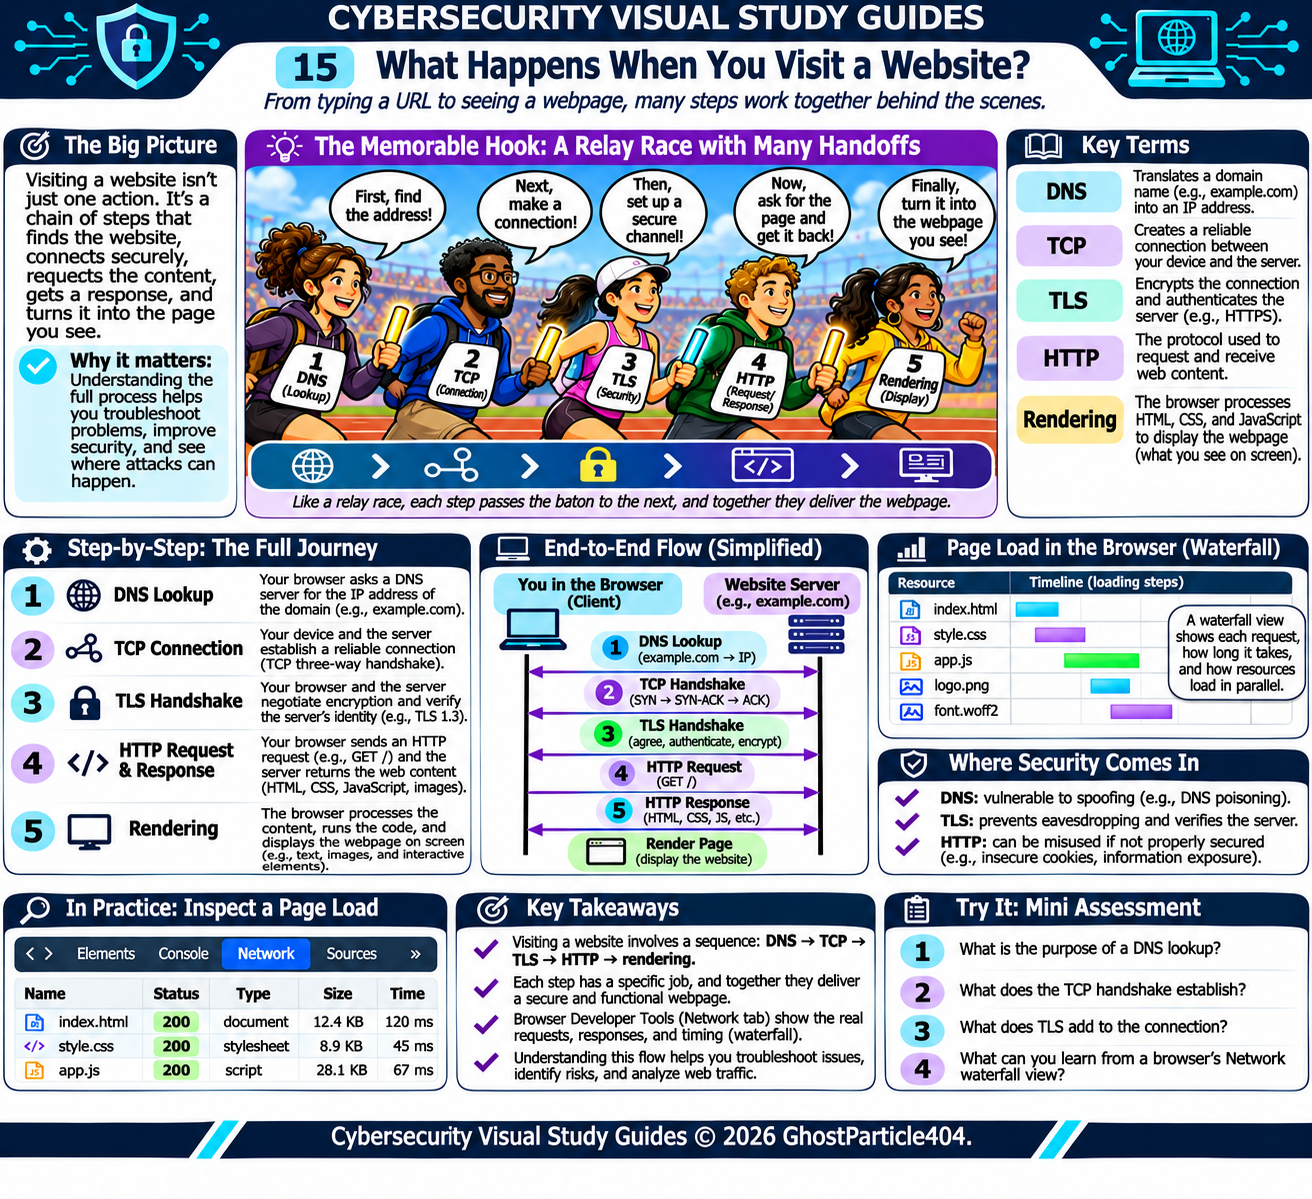 CYBERSECURITY VISUAL STUDY GUIDES
15 What Happens When You Visit a Website?
From typing a URL to seeing a webpage, many steps work together behind the scenes.
The Big Picture
Visiting a website isn't
just one action. It's a
chain of steps that
finds the website,
connects securely,
requects the content,
gets a response, and
turns it into the page
you see.
Why it matters:
Understanding the
full process helps
you troubleshoot
problems, improve
security, and see
where attacks can
happen.
The Memorable Hook: A Relay Race with Many Handoffs
First, find
the address!
Next,
make a
connection!
Then,
set up a
secure
channel!
Now,
ask for the
page and
get it back!
Finally,
turn it into
the webpage
you see!
1
DNS
(Lookup)
2
TCP
(Connection)
3
TLS
(Security)
4
HTTP
(Request/
Response)
5
Rendering
(Display)
Like a relay race, each step passes the baton to the next, and together they deliver the webpage.
Key Terms
DNS
Translates a domain
name (e.g., example.com)
into an IP address.
TCP
Creates a reliable
connection between
your device and the server.
TLS
Encrypts the connection
and authenticates the
server (e.g., HTTPS).
HTTP
The protocol used to
request and receive
web content.
Rendering
The browser processes
HTML, CSS, and JavaScript
to display the webpage
(what you see on screen).
Step-by-Step: The Full Journey
1 DNS Lookup
Your browser asks a DNS
server for the IP address of
the domain (e.g., example.com).
2 TCP Connection
Your device and the server
establish a reliable connection
(TCP three-way handshake).
3 TLS Handshake
Your browser and the server
negotiate encryption and verify
the server's identity (e.g., TLS 1.3).
4 </> HTTP Request
& Response
Your browser sends an HTTP
request (e.g., GET /) and the
server returns the web content
(HTML, CSS, JavaScript, images).
5 Rendering
The browser processes the
content, runs the code, and
displays the webpage on screen
(e.g., text, images, and interactive
elements).
End-to-End Flow (Simplified)
You in the Browser
(Client)
Website Server
(e.g., example.com)
1 DNS Lookup
(example.com → IP)
2 TCP Handshake
(SYN → SYN-ACK → ACK)
3 TLS Handshake
(agree, authenticate, encrypt)
4 HTTP Request
(GET /)
5 HTTP Response
(HTML, CSS, JS, etc.)
Render Page
(display the website)
Page Load in the Browser (Waterfall)
Resource Timeline (loading steps)
index.html
style.css
app.js
logo.png
font.woff2
A waterfall view
shows each request,
how long it takes,
and how resources
load in parallel.
Where Security Comes In
DNS: vulnerable to spoofing (e.g., DNS poisoning).
TLS: prevents eavesdropping and verifies the server.
HTTP: can be misused if not properly secured
(e.g., insecure cookies, information exposure).
In Practice: Inspect a Page Load
< > Elements Console Network Sources »
Name Status Type Size Time
index.html 200 document 12.4 KB 120 ms
</> style.css 200 stylesheet 8.9 KB 45 ms
app.js 200 script 28.1 KB 67 ms
Key Takeaways
Visiting a website involves a sequence: DNS → TCP →
TLS → HTTP → rendering.
Each step has a specific job, and together they deliver
a secure and functional webpage.
Browser Developer Tools (Network tab) show the real
requests, responses, and timing (waterfall).
Understanding this flow helps you troubleshoot issues,
identify risks, and analyze web traffic.
Try It: Mini Assessment
1 What is the purpose of a DNS lookup?
2 What does the TCP handshake establish?
3 What does TLS add to the connection?
4 What can you learn from a browser's Network
waterfall view?
Cybersecurity Visual Study Guides © 2026 GhostParticle404.